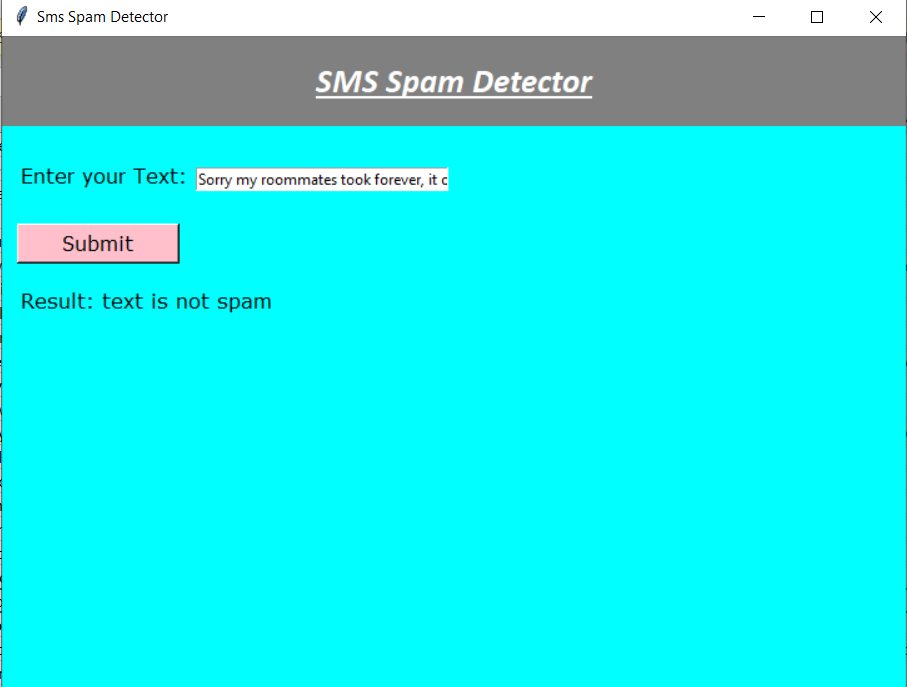 Sms Spam Detector
SMS Spam Detector
Enter your Text: Sorry my roommates took forever, it c
Submit
Result: text is not spam